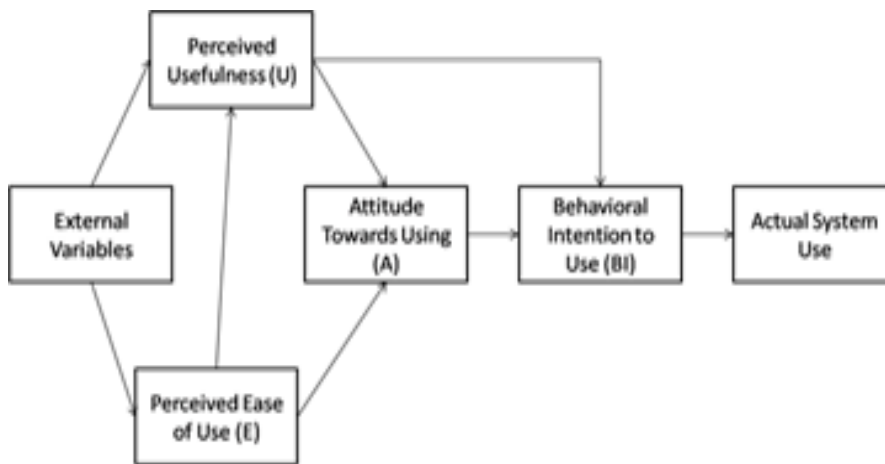 Perceived
Usefulness (U)
External
Variables
Attitude
Towards Using
(A)
Behavioral
Intention to
Use (BI)
Actual System
Use
Perceived Ease
of Use (E)